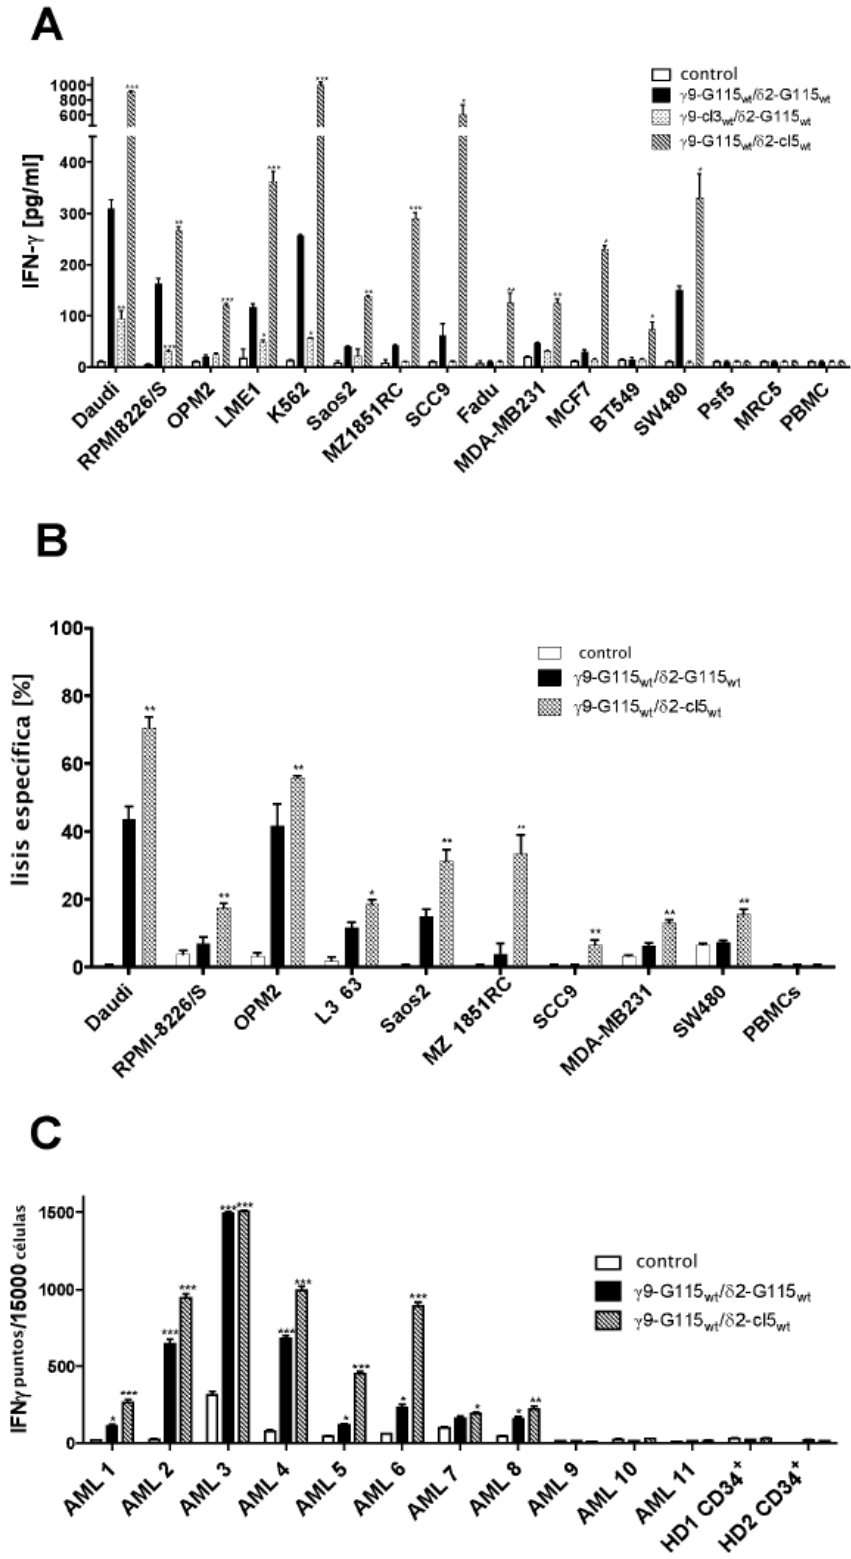 A
control
γ9-G115wt/δ2-G115wt
γ9-cl3wt/δ2-G115wt
γ9-G115wt/δ2-cl5wt
IFN-γ [pg/ml]
1000
800
600
400
300
200
100
0
Daudi
RPMI8226/S
OPM2
LME1
K562
Saos2
MZ1851RC
SCC9
Fadu
MDA-MB231
MCF7
BT549
SW480
Psf5
MRC5
PBMC
B
control
γ9-G115wt/δ2-G115wt
γ9-G115wt/δ2-cl5wt
lisis específica [%]
100
80
60
40
20
0
Daudi
RPMI-8226/S
OPM2
L3 63
Saos2
MZ 1851RC
SCC9
MDA-MB231
SW480
PBMCs
C
control
γ9-G115wt/δ2-G115wt
γ9-G115wt/δ2-cl5wt
IFNγ puntos/15000 células
1500
1000
500
0
AML 1
AML 2
AML 3
AML 4
AML 5
AML 6
AML 7
AML 8
AML 9
AML 10
AML 11
HD1 CD34+
HD2 CD34+